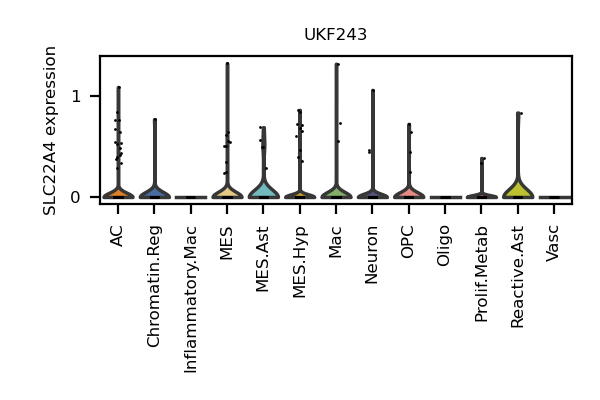 UKF243
SLC22A4 expression
1
0
AC
Chromatin.Reg
Inflammatory.Mac
MES
MES.Ast
MES.Hyp
Mac
Neuron
OPC
Oligo
Prolif.Metab
Reactive.Ast
Vasc